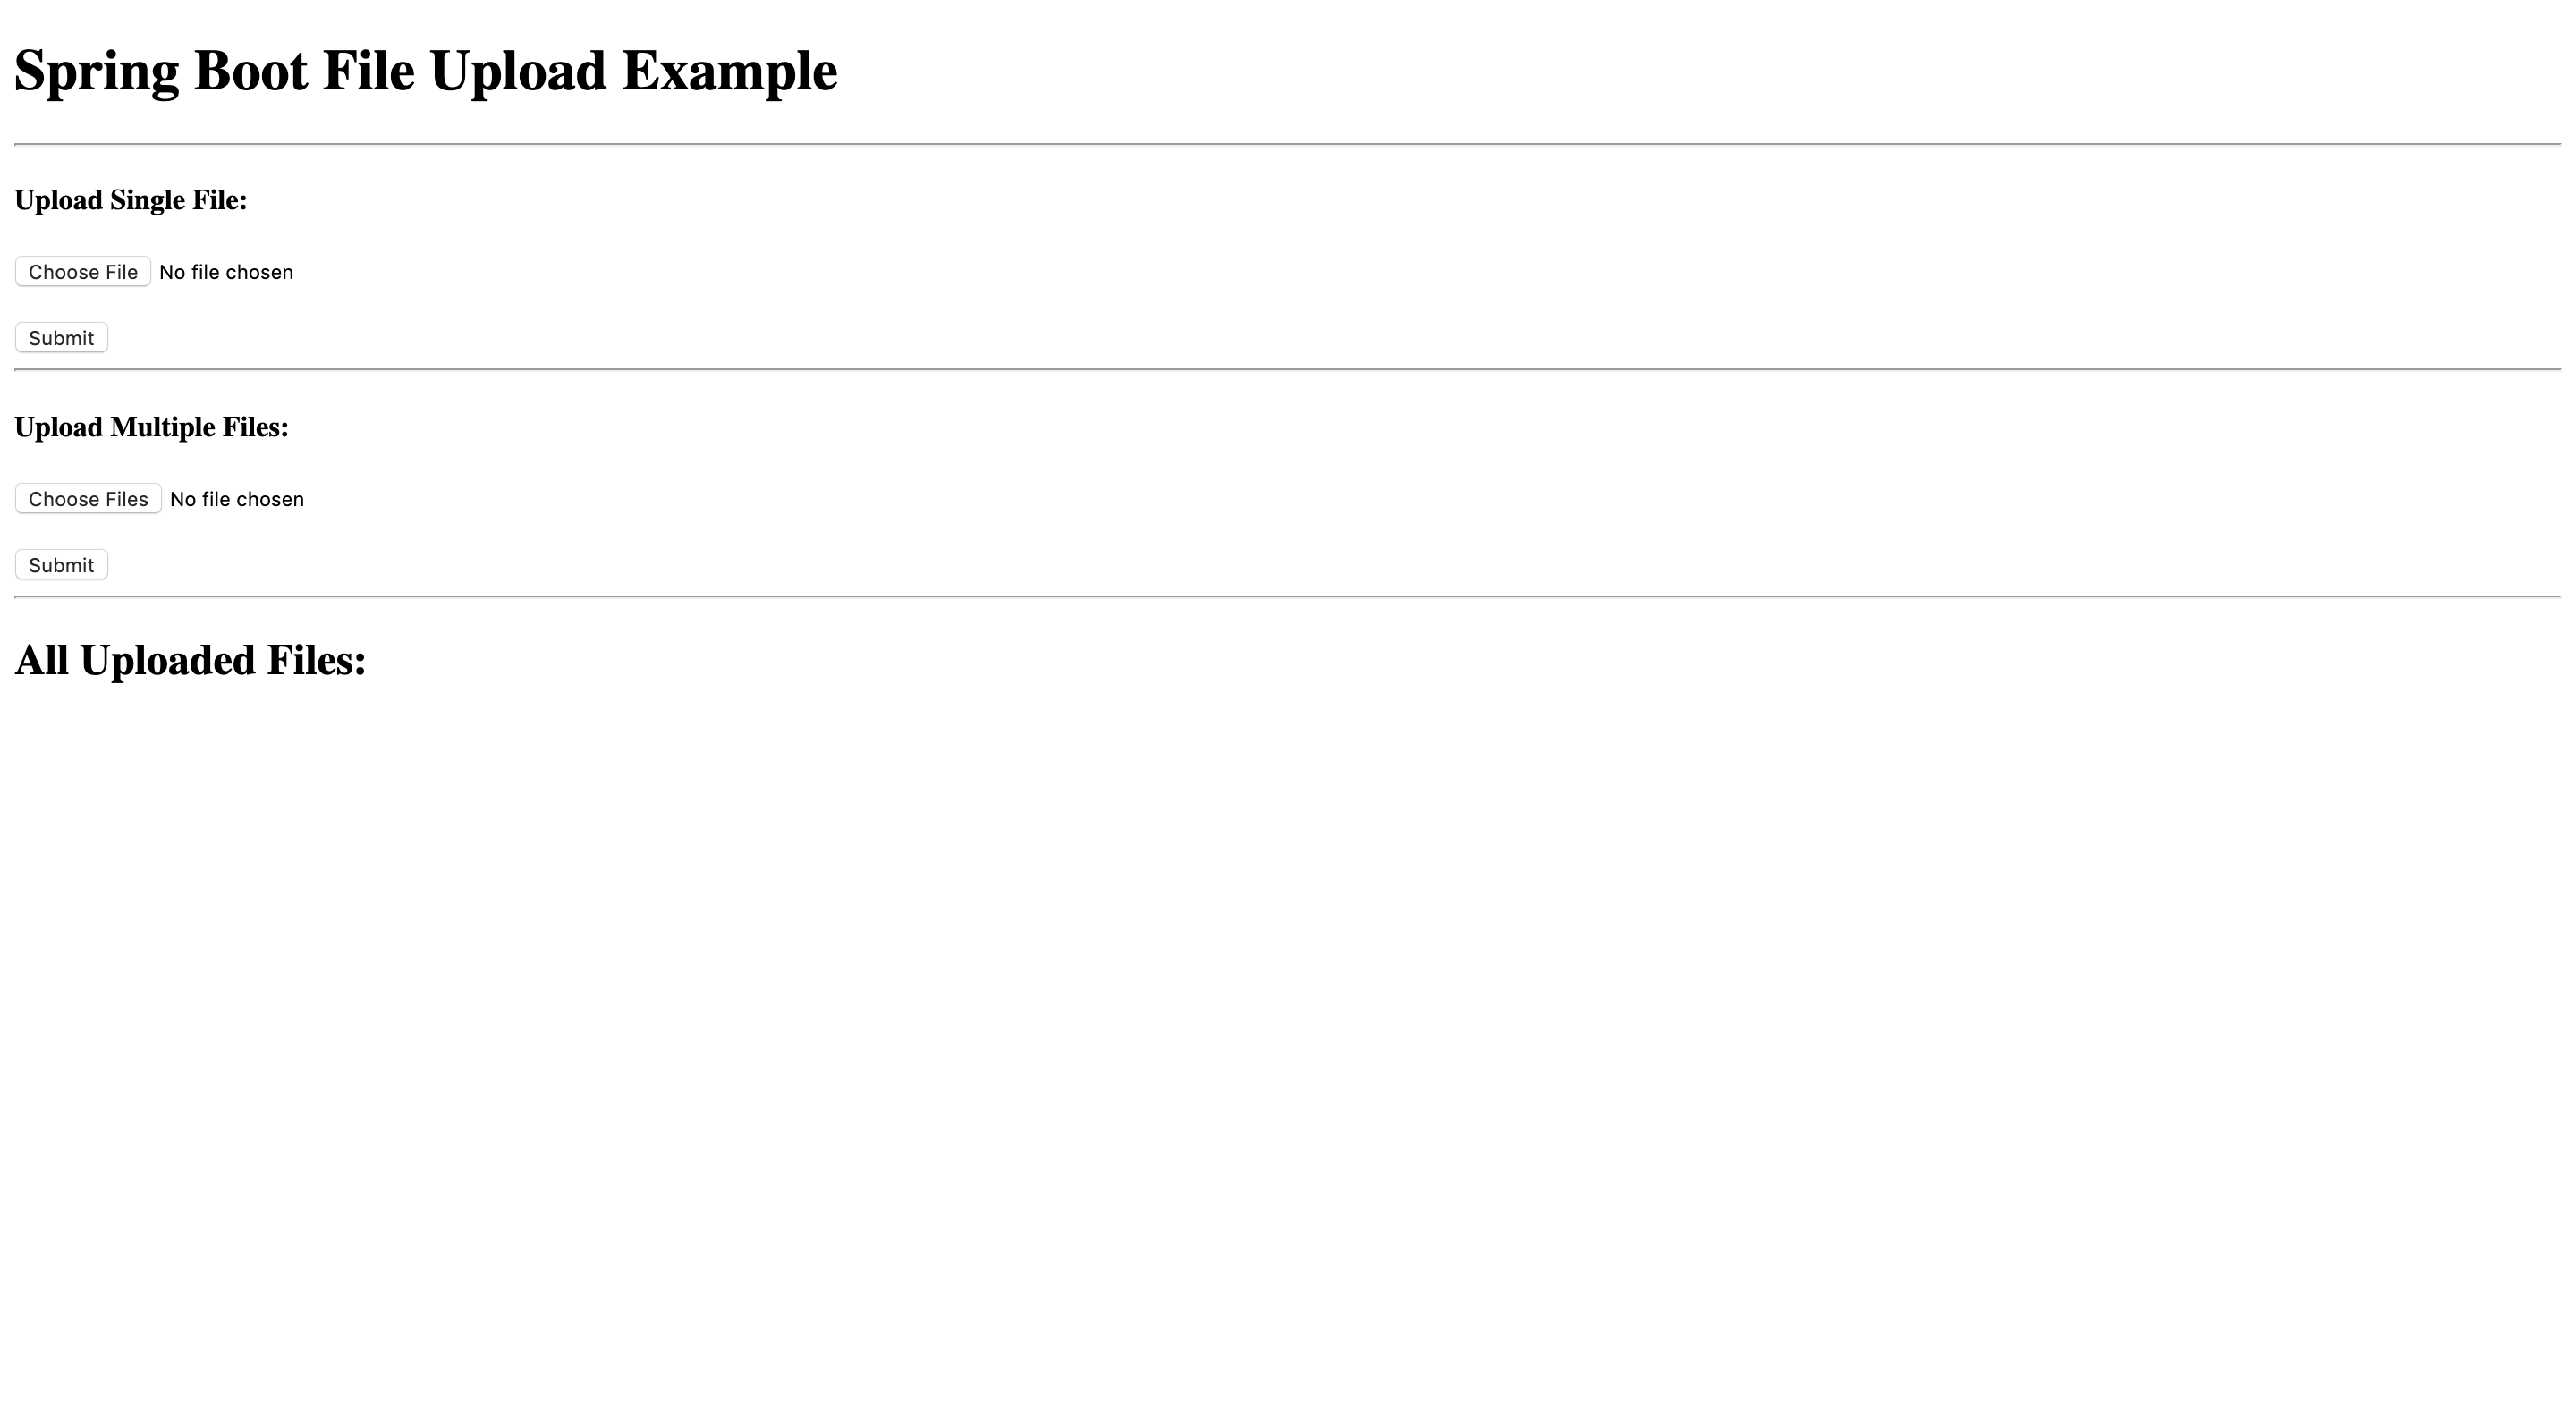 Spring Boot File Upload Example
Upload Single File:
Choose File No file chosen
Submit
Upload Multiple Files:
Choose Files No file chosen
Submit
All Uploaded Files: